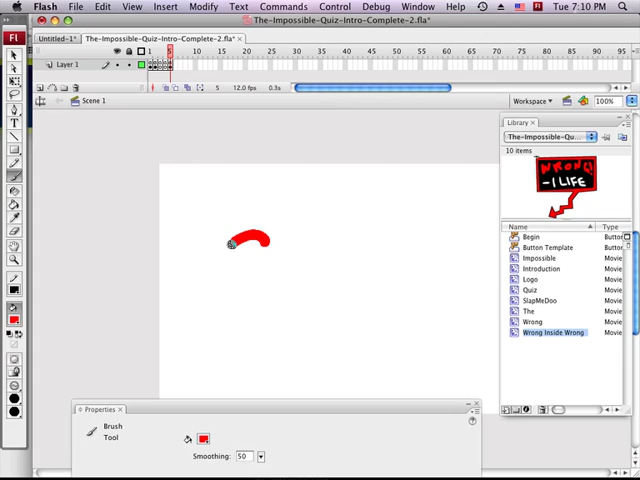 Flash File Edit View Insert Modify Text Commands Control Debug Window Help Tue 7:10 PM
The-Impossible-Quiz-Intro-Complete-2.fla*
Untitled-1* The-Impossible-Quiz-Intro-Complete-2.fla*
1 5 10 15 20 25 30 35 40 45 50 55 60 65 70 75 80 85 90 95
Layer 1
5 12.0 fps 0.3s
Scene 1
Workspace
100%
Fl
Library
The-Impossible-Qu...
10 items
WRONG
-1 LIFE
Name Type
Begin Button
Button Template Button
Impossible Movie
Introduction Movie
Logo Movie
Quiz Movie
SlapMeDoo Movie
The Movie
Wrong Movie
Wrong Inside Wrong Movie
Properties
Brush
Tool
Smoothing: 50